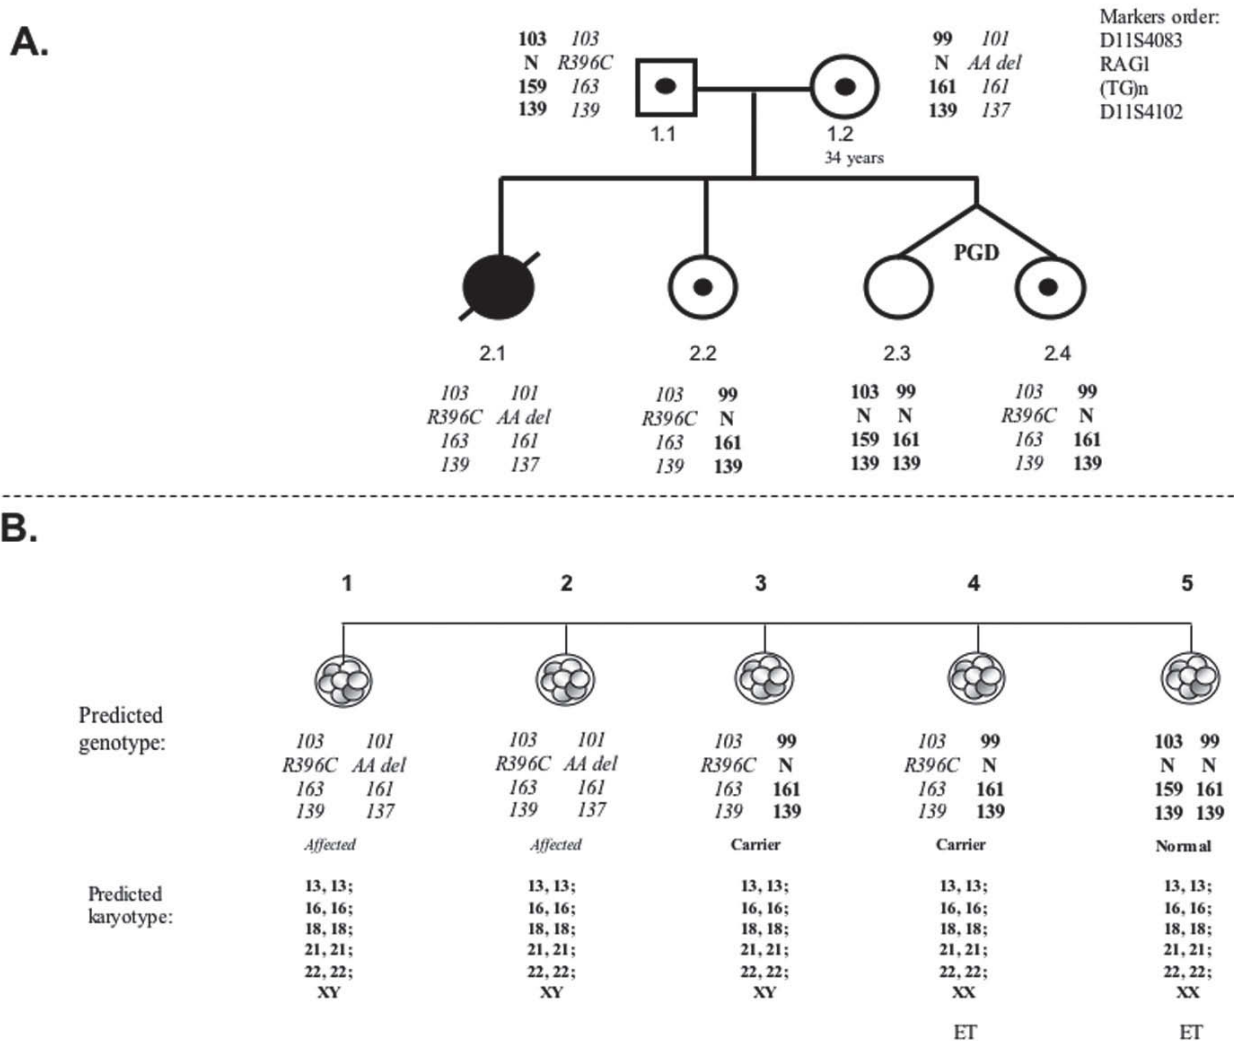 A.
103 103 99 101 Markers order:
N R396C N AA del D11S4083
159 163 161 161 RAG1
139 139 139 137 (TG)n
D11S4102
1.1 1.2
34 years
PGD
2.1 2.2 2.3 2.4
103 101 103 99 103 99 103 99
R396C AA del R396C N N N R396C N
163 161 163 161 159 161 163 161
139 137 139 139 139 139 139 139
B.
1 2 3 4 5
Predicted
genotype:
103 101 103 101 103 99 103 99 103 99
R396C AA del R396C AA del R396C N R396C N N N
163 161 163 161 163 161 163 161 159 161
139 137 139 137 139 139 139 139 139 139
Affected Affected Carrier Carrier Normal
Predicted
karyotype:
13, 13; 13, 13; 13, 13; 13, 13; 13, 13;
16, 16; 16, 16; 16, 16; 16, 16; 16, 16;
18, 18; 18, 18; 18, 18; 18, 18; 18, 18;
21, 21; 21, 21; 21, 21; 21, 21; 21, 21;
22, 22; 22, 22; 22, 22; 22, 22; 22, 22;
XY XY XY XX XX
ET ET